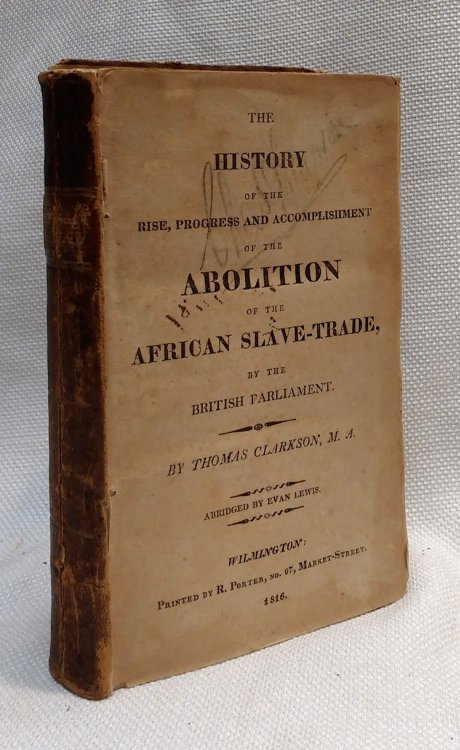 THE
HISTORY
OF THE
RISE, PROGRESS AND ACCOMPLISHMENT
OF THE
ABOLITION
OF THE
AFRICAN SLAVE-TRADE,
BY THE
BRITISH PARLIAMENT.
BY THOMAS CLARKSON, M. A.
ABRIDGED BY EVAN LEWIS.
WILMINGTON:
PRINTED BY R. PORTER, NO. 97, MARKET-STREET.
1816.